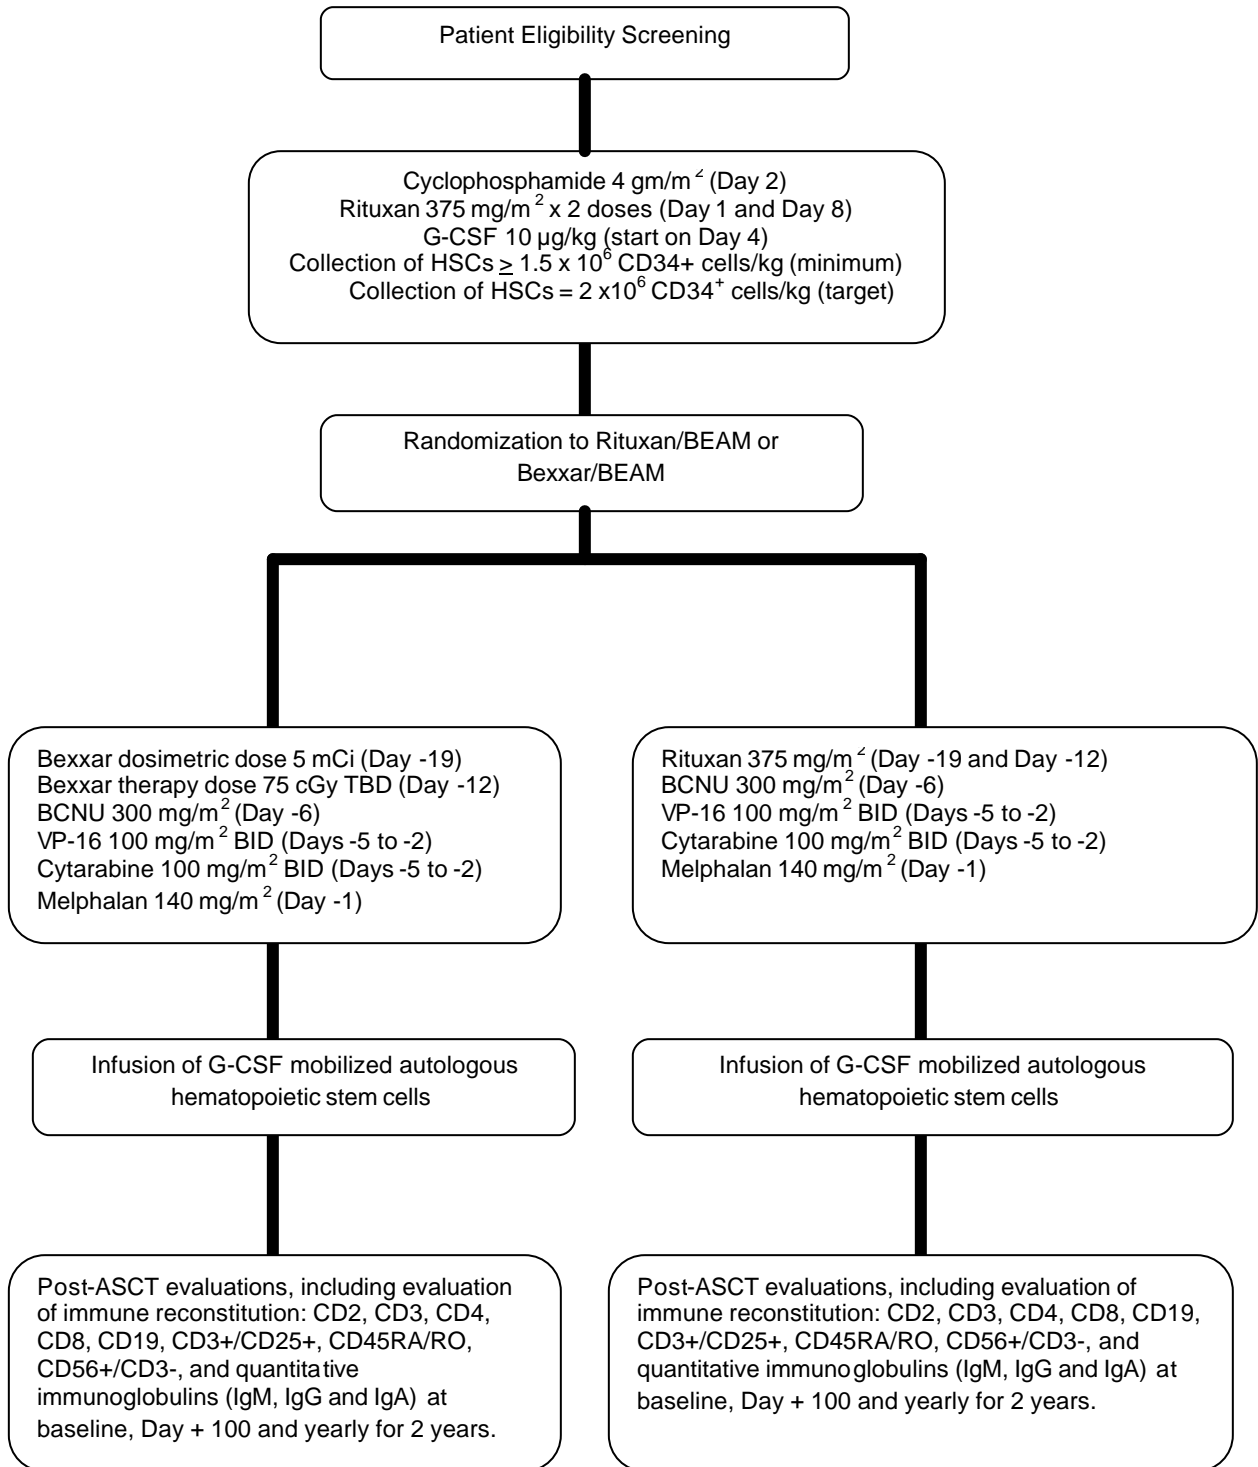 Patient Eligibility Screening
Cyclophosphamide 4 gm/m² (Day 2)
Rituxan 375 mg/m² x 2 doses (Day 1 and Day 8)
G-CSF 10 µg/kg (start on Day 4)
Collection of HSCs ≥ 1.5 x 10⁶ CD34+ cells/kg (minimum)
Collection of HSCs = 2 x10⁶ CD34⁺ cells/kg (target)
Randomization to Rituxan/BEAM or
Bexxar/BEAM
Bexxar dosimetric dose 5 mCi (Day -19)
Bexxar therapy dose 75 cGy TBD (Day -12)
BCNU 300 mg/m² (Day -6)
VP-16 100 mg/m² BID (Days -5 to -2)
Cytarabine 100 mg/m² BID (Days -5 to -2)
Melphalan 140 mg/m² (Day -1)
Rituxan 375 mg/m² (Day -19 and Day -12)
BCNU 300 mg/m² (Day -6)
VP-16 100 mg/m² BID (Days -5 to -2)
Cytarabine 100 mg/m² BID (Days -5 to -2)
Melphalan 140 mg/m² (Day -1)
Infusion of G-CSF mobilized autologous
hematopoietic stem cells
Infusion of G-CSF mobilized autologous
hematopoietic stem cells
Post-ASCT evaluations, including evaluation
of immune reconstitution: CD2, CD3, CD4,
CD8, CD19, CD3+/CD25+, CD45RA/RO,
CD56+/CD3-, and quantitative
immunoglobulins (IgM, IgG and IgA) at
baseline, Day + 100 and yearly for 2 years.
Post-ASCT evaluations, including evaluation of
immune reconstitution: CD2, CD3, CD4, CD8, CD19,
CD3+/CD25+, CD45RA/RO, CD56+/CD3-, and
quantitative immunoglobulins (IgM, IgG and IgA) at
baseline, Day + 100 and yearly for 2 years.